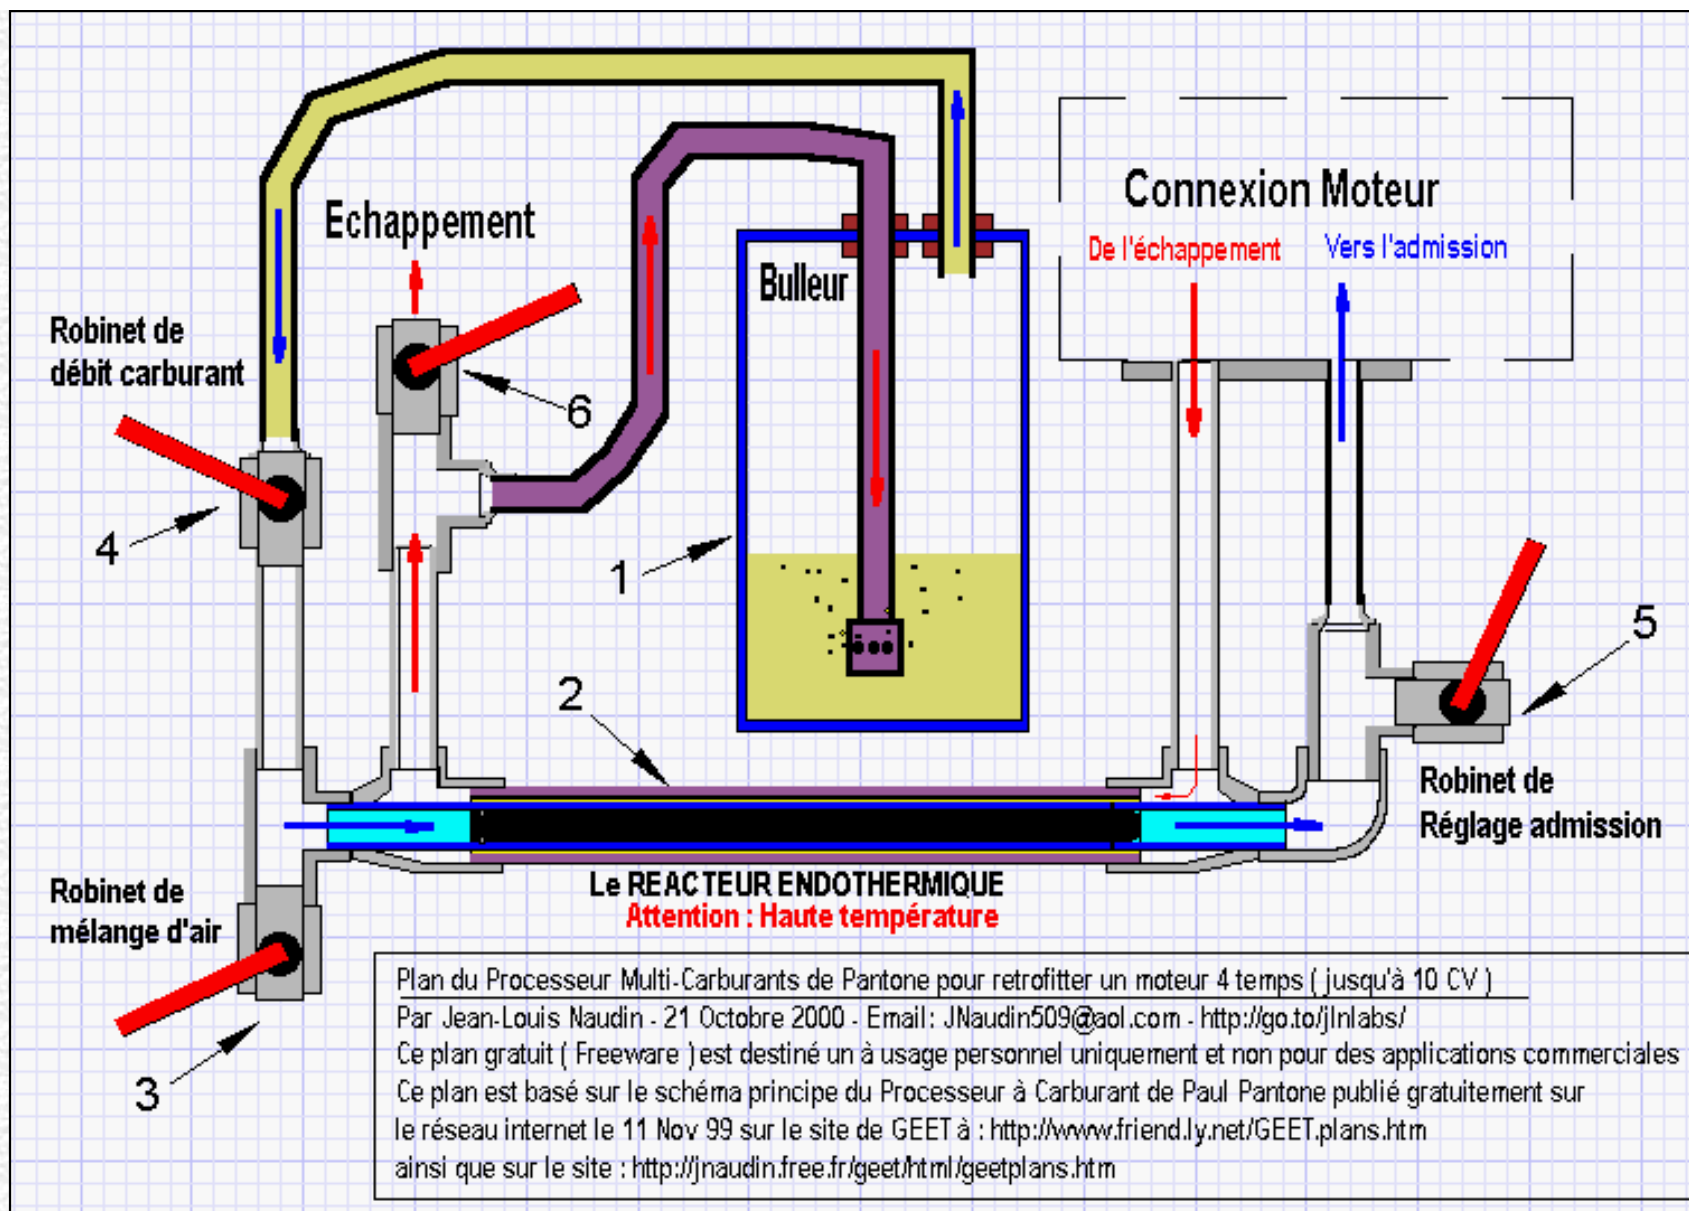 Connexion Moteur
De l'échappement
Vers l'admission
Echappement
Bulleur
Robinet de
débit carburant
6
4
1
5
2
Robinet de
Réglage admission
Le REACTEUR ENDOTHERMIQUE
Attention : Haute température
Robinet de
mélange d'air
3
Plan du Processeur Multi-Carburants de Pantone pour retrofitter un moteur 4 temps ( jusqu'à 10 CV )
Par Jean-Louis Naudin - 21 Octobre 2000 - Email: JNaudin509@aol.com - http://go.to/jlnlabs/
Ce plan gratuit ( Freeware ) est destiné un à usage personnel uniquement et non pour des applications commerciales
Ce plan est basé sur le schéma principe du Processeur à Carburant de Paul Pantone publié gratuitement sur
le réseau internet le 11 Nov 99 sur le site de GEET à : http://www.friend.ly.net/GEET.plans.htm
ainsi que sur le site : http://jnaudin.free.fr/geet/html/geetplans.htm